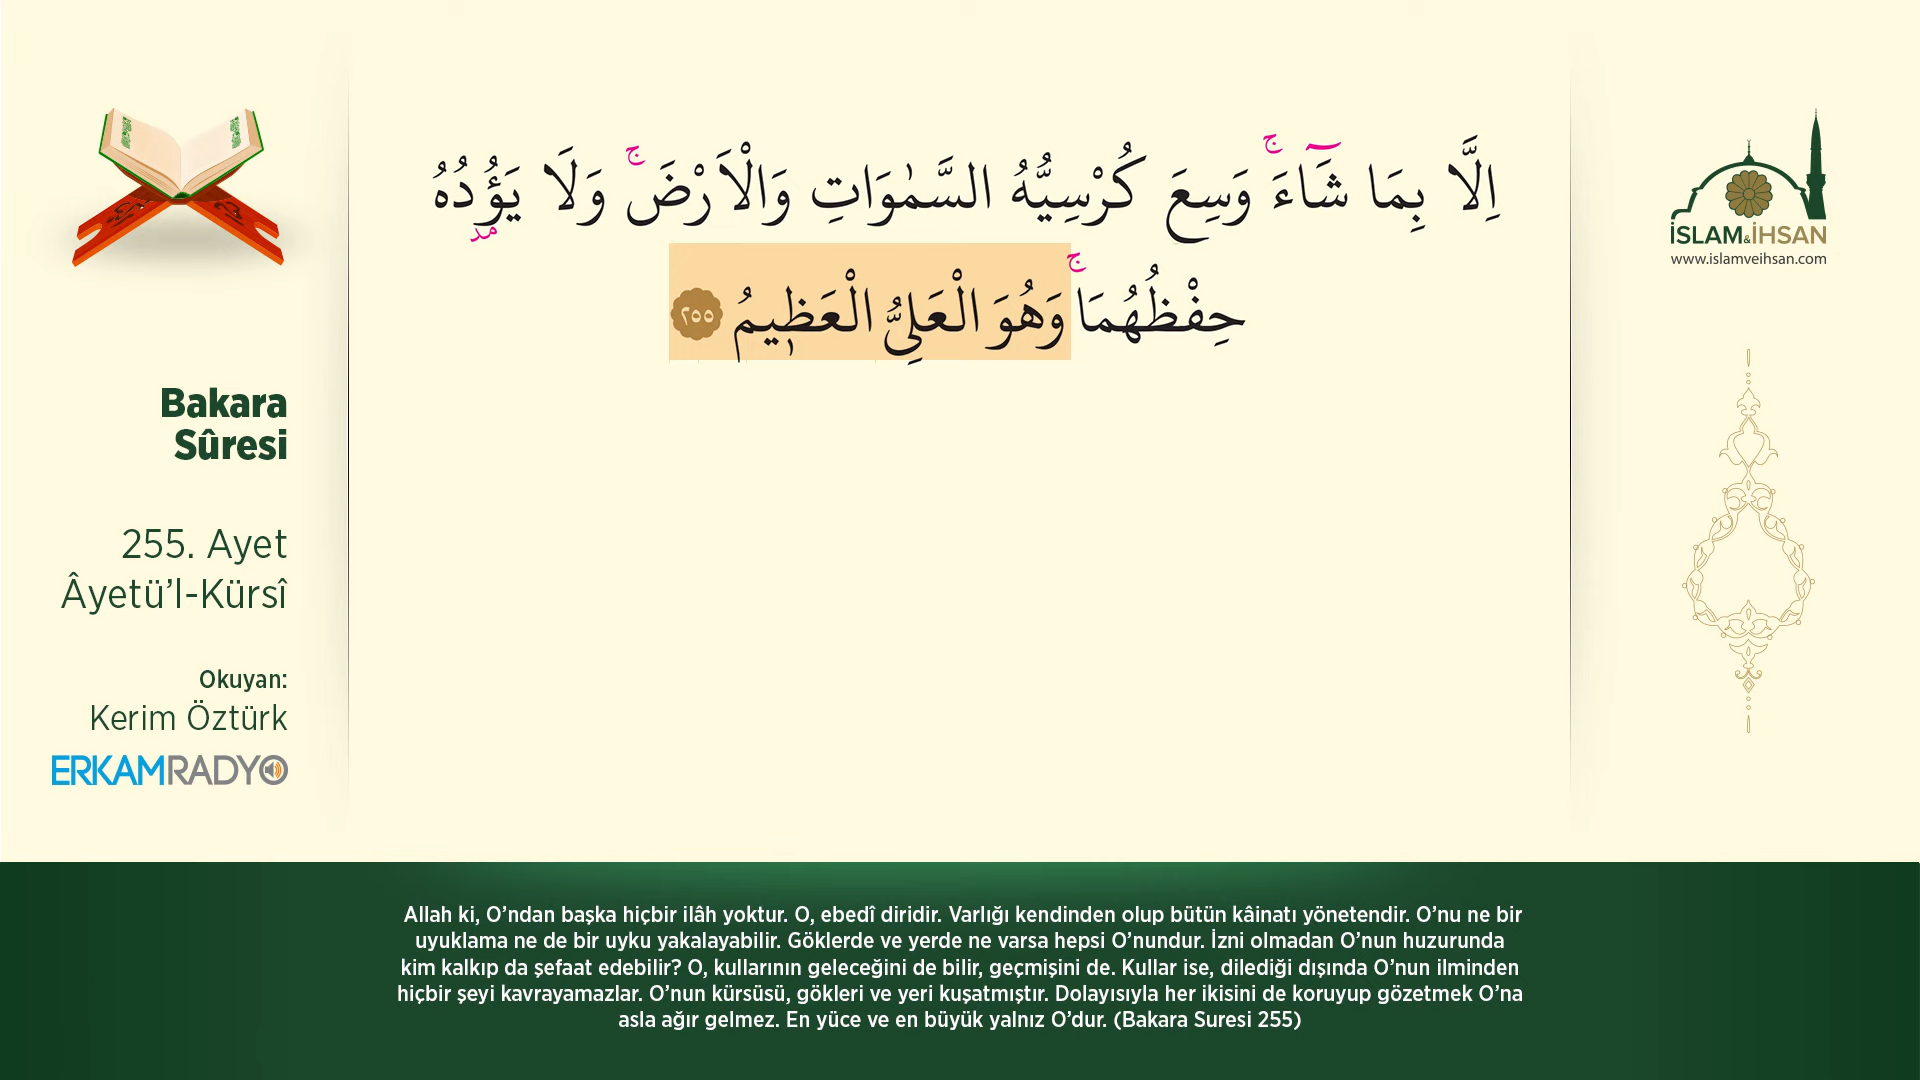 اِلَّا بِمَا شَٓاءَۚ وَسِعَ كُرْسِيُّهُ السَّمٰوَاتِ وَالْاَرْضَۚ وَلَا يَؤُ۫دُهُ
حِفْظُهُمَاۚ وَهُوَ الْعَلِيُّ الْعَظ۪يمُ ٢٥٥
Bakara
Sûresi
255. Ayet
Âyetü’l-Kürsî
Okuyan:
Kerim Öztürk
ERKAMRADYO
İSLAM&İHSAN
www.islamveihsan.com
Allah ki, O’ndan başka hiçbir ilâh yoktur. O, ebedî diridir. Varlığı kendinden olup bütün kâinatı yönetendir. O’nu ne bir
uyuklama ne de bir uyku yakalayabilir. Göklerde ve yerde ne varsa hepsi O’nundur. İzni olmadan O’nun huzurunda
kim kalkıp da şefaat edebilir? O, kullarının geleceğini de bilir, geçmişini de. Kullar ise, dilediği dışında O’nun ilminden
hiçbir şeyi kavrayamazlar. O’nun kürsüsü, gökleri ve yeri kuşatmıştır. Dolayısıyla her ikisini de koruyup gözetmek O’na
asla ağır gelmez. En yüce ve en büyük yalnız O’dur. (Bakara Suresi 255)